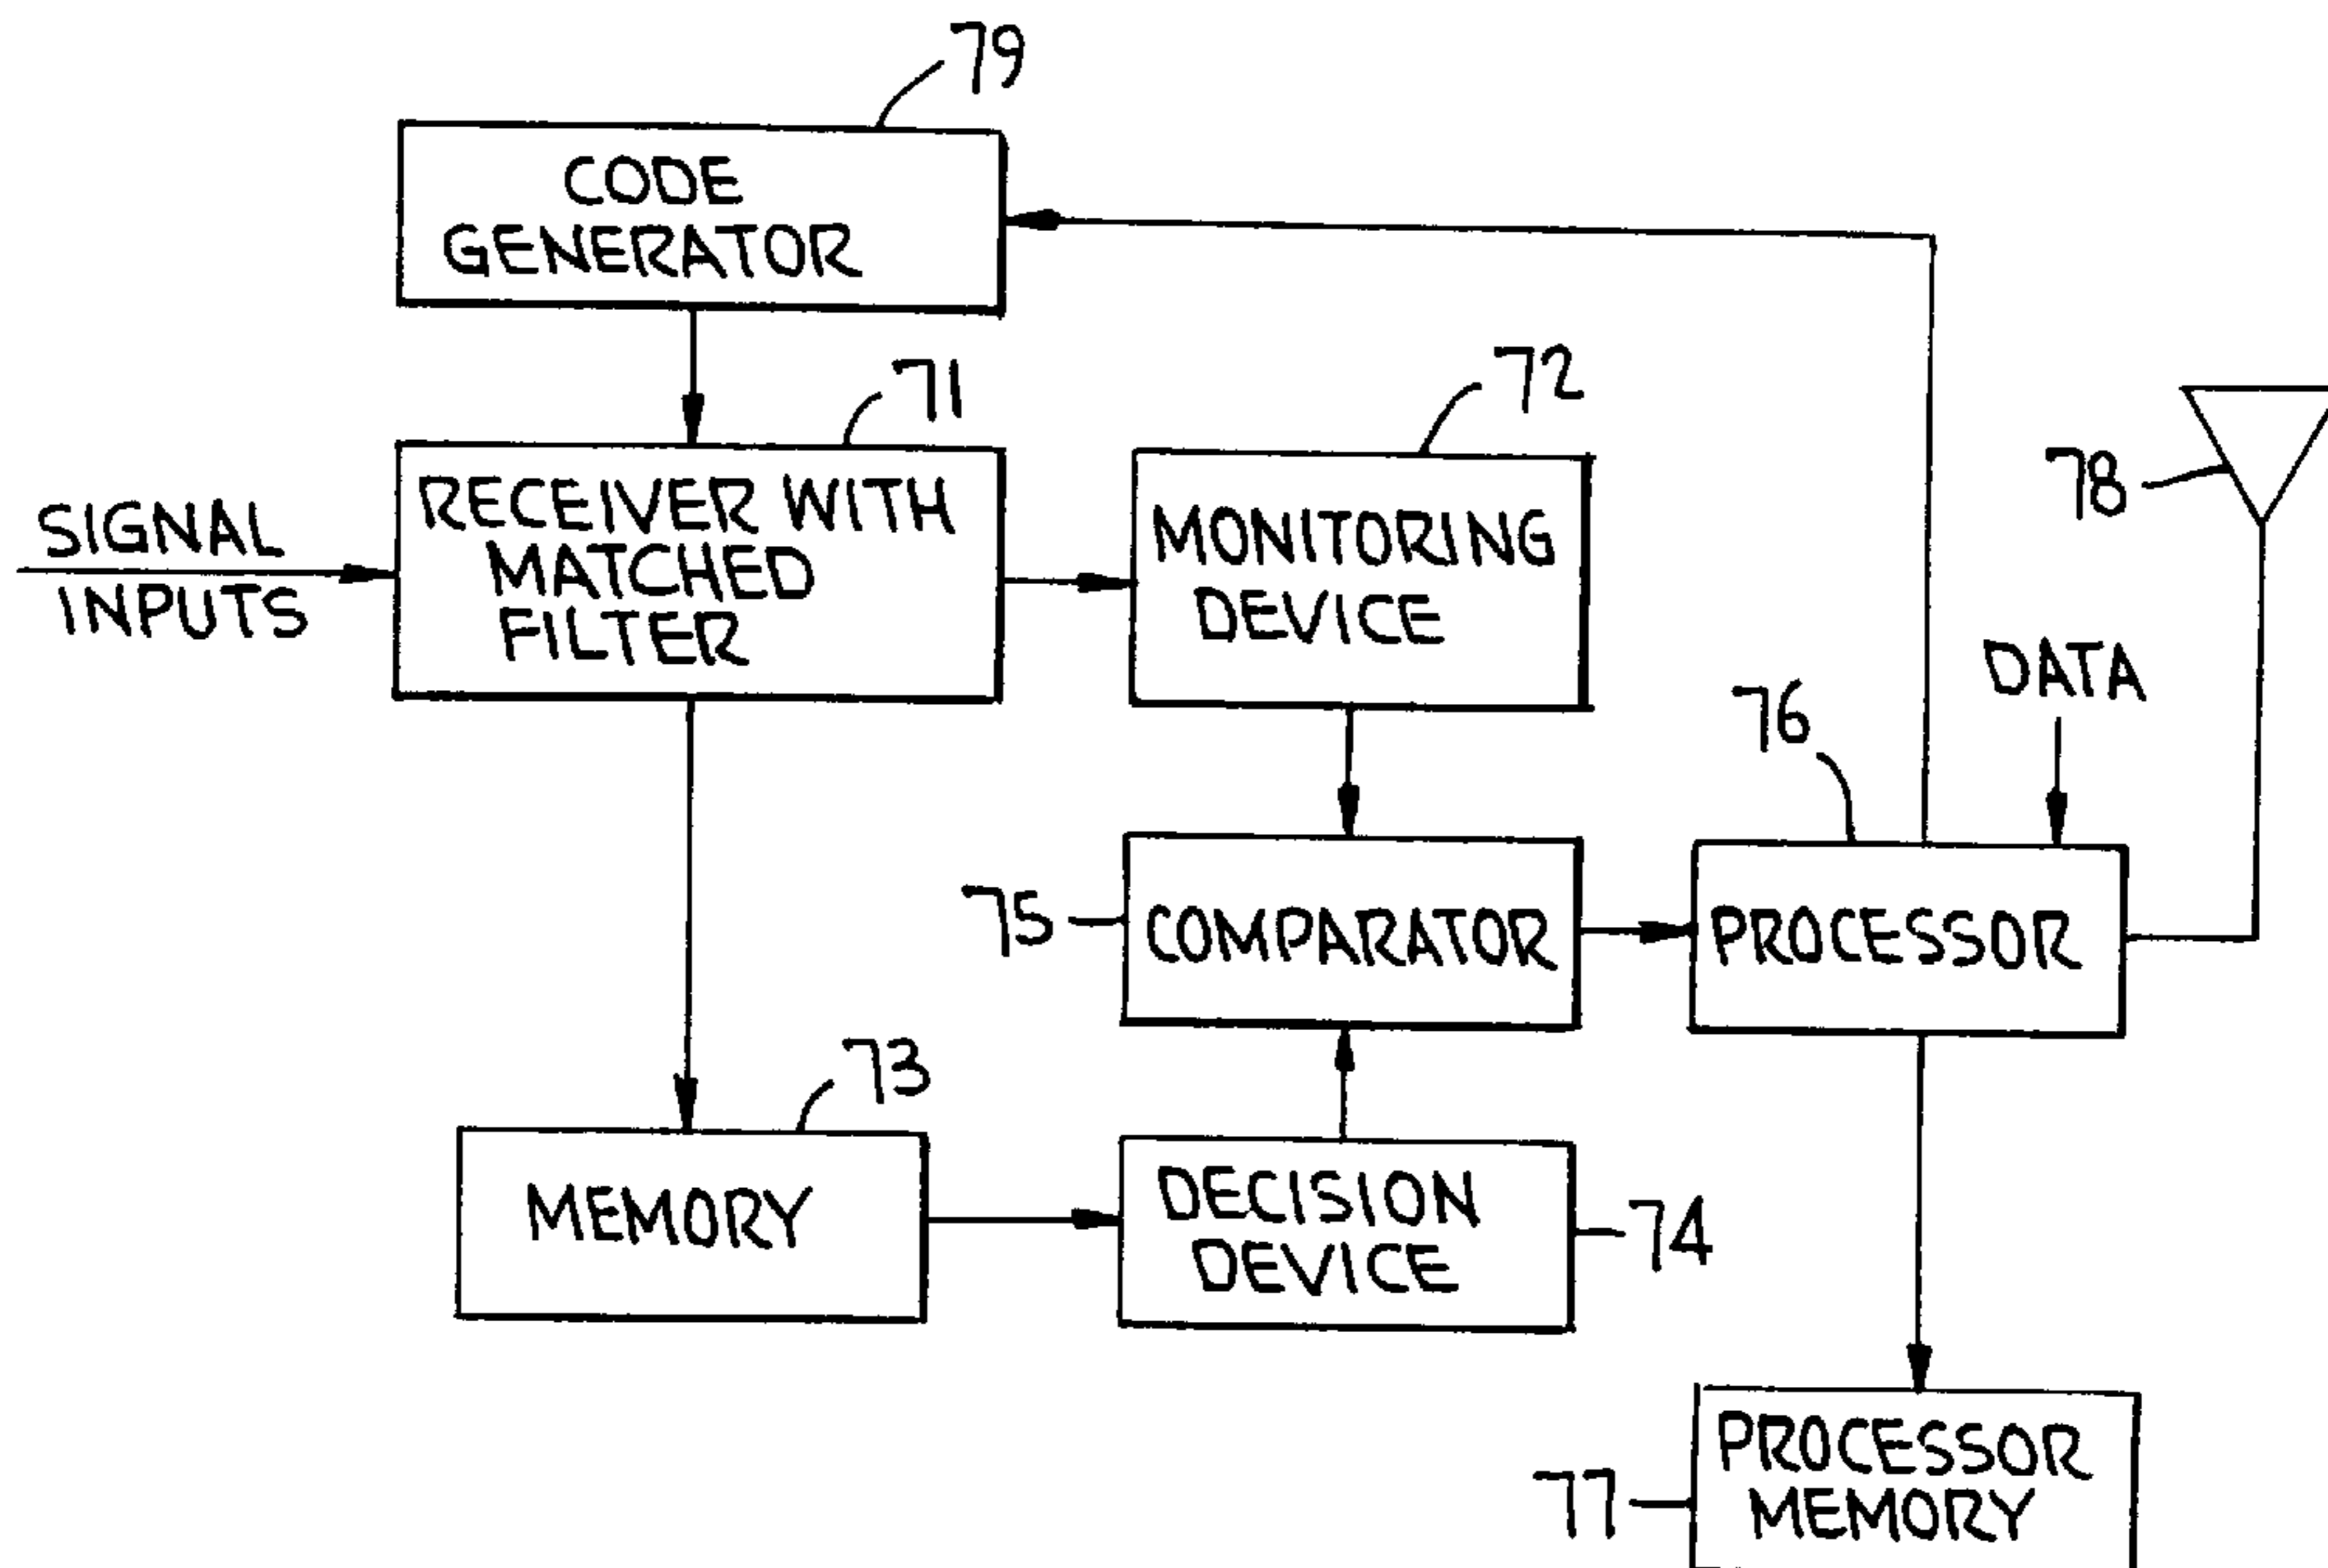 79
CODE
GENERATOR
71
72
RECEIVER WITH
MATCHED
FILTER
SIGNAL
INPUTS
MONITORING
DEVICE
78
DATA
76
75
COMPARATOR
PROCESSOR
73
MEMORY
DECISION
DEVICE
74
PROCESSOR
MEMORY
77